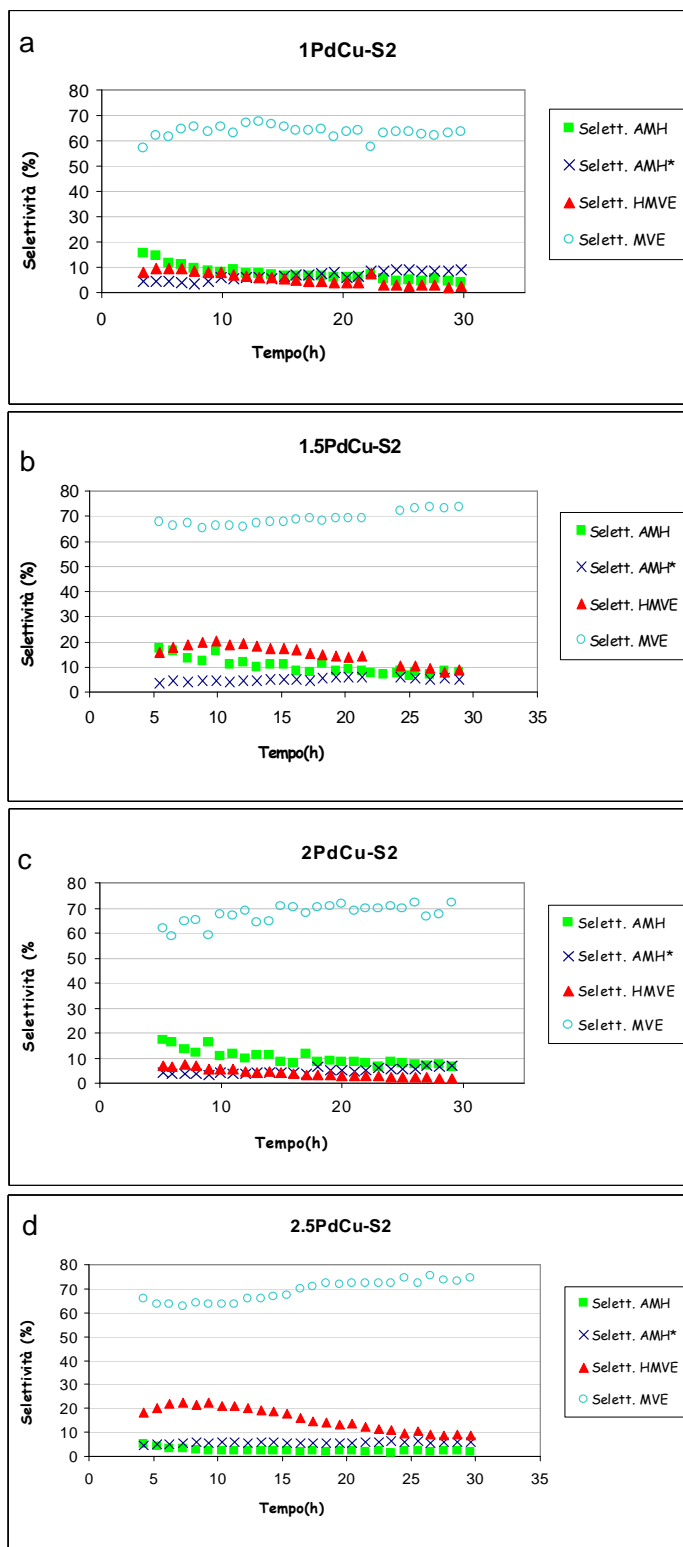 a
1PdCu-S2
80
70
60
50
40
30
20
10
0
Selettività (%)
0 10 20 30
Tempo(h)
Selett. AMH
Selett. AMH*
Selett. HMVE
Selett. MVE
b
1.5PdCu-S2
80
70
60
50
40
30
20
10
0
Selettività (%)
0 5 10 15 20 25 30 35
Tempo(h)
Selett. AMH
Selett. AMH*
Selett. HMVE
Selett. MVE
c
2PdCu-S2
80
70
60
50
40
30
20
10
0
Selettività (%
0 10 20 30
Tempo(h)
Selett. AMH
Selett. AMH*
Selett. HMVE
Selett. MVE
d
2.5PdCu-S2
80
70
60
50
40
30
20
10
0
Selettività (%)
0 5 10 15 20 25 30 35
Tempo(h)
Selett. AMH
Selett. AMH*
Selett. HMVE
Selett. MVE